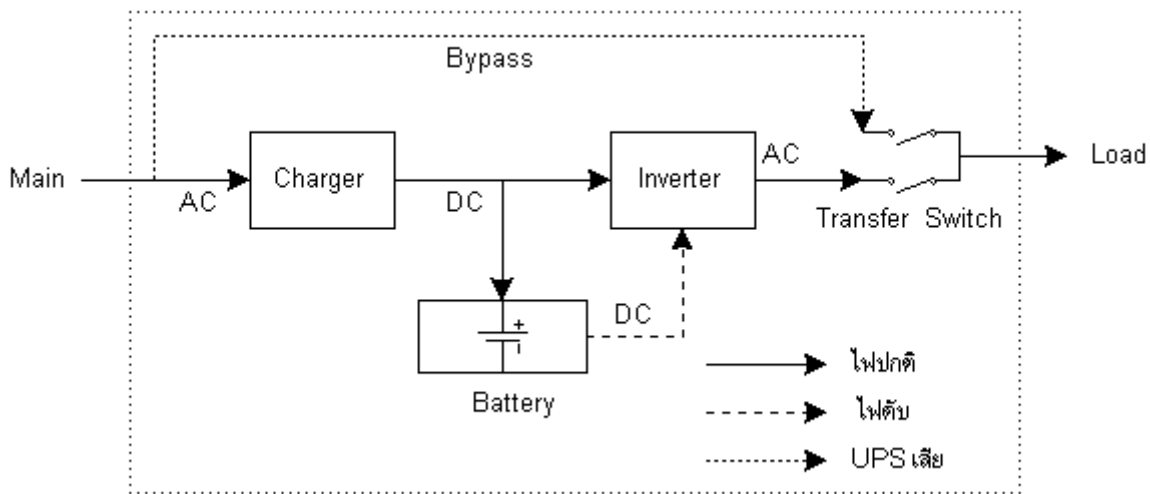 Bypass
Main
AC
Charger
DC
Inverter
AC
Load
Transfer Switch
DC
Battery
ไฟปกติ
ไฟดับ
UPS เสีย